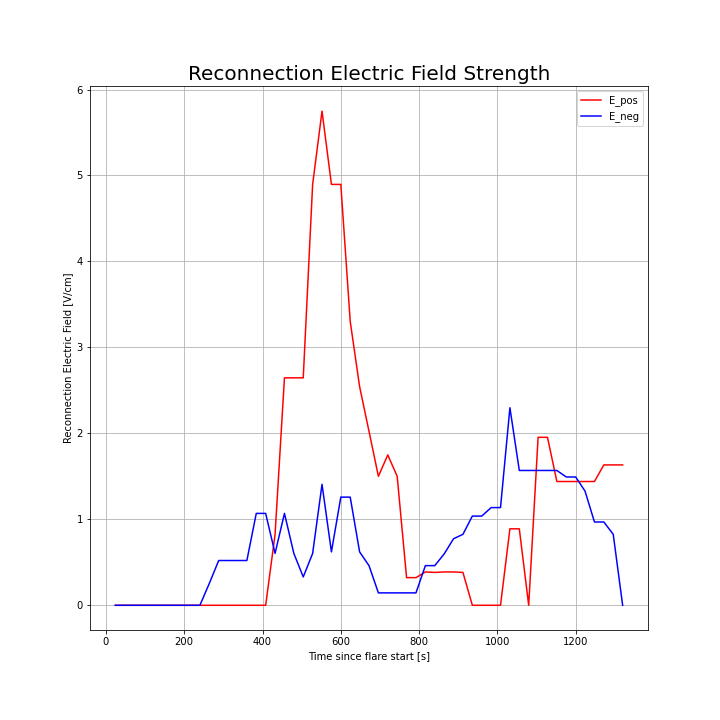 Reconnection Electric Field Strength
E_pos
E_neg
6
5
4
3
2
1
0
Reconnection Electric Field [V/cm]
0 200 400 600 800 1000 1200
Time since flare start [s]